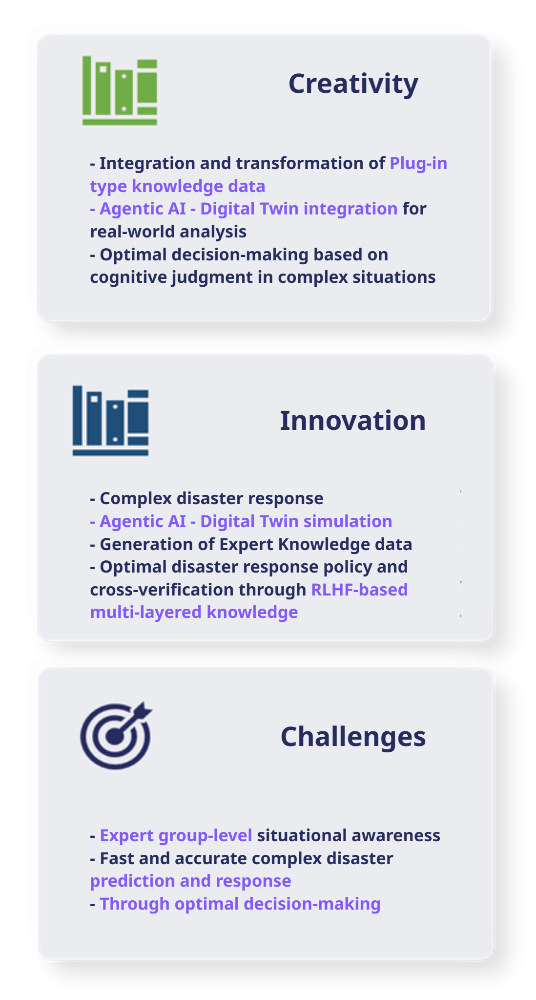 Creativity
- Integration and transformation of Plug-in
type knowledge data
- Agentic AI - Digital Twin integration for
real-world analysis
- Optimal decision-making based on
cognitive judgment in complex situations
Innovation
- Complex disaster response
- Agentic AI - Digital Twin simulation
- Generation of Expert Knowledge data
- Optimal disaster response policy and
cross-verification through RLHF-based
multi-layered knowledge
Challenges
- Expert group-level situational awareness
- Fast and accurate complex disaster
prediction and response
- Through optimal decision-making